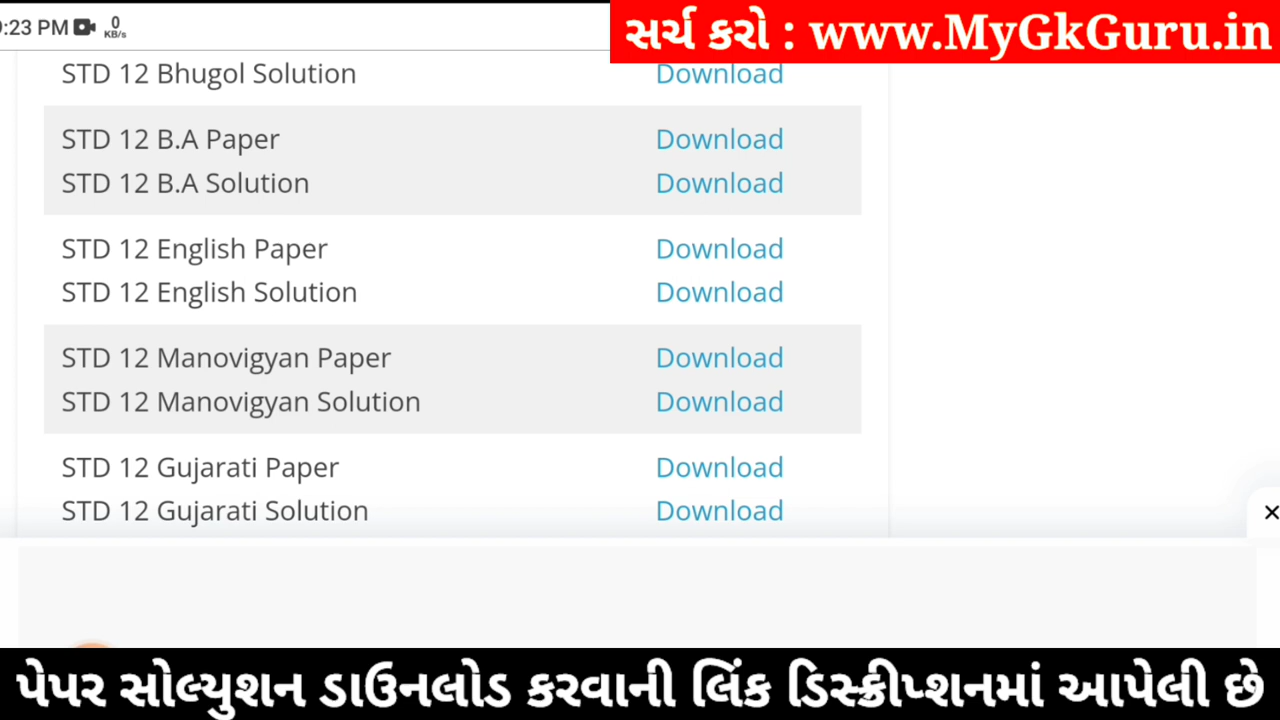 :23 PM 0 KB/s
સર્ચ કરો : www.MyGkGuru.in
STD 12 Bhugol Solution Download
STD 12 B.A Paper Download
STD 12 B.A Solution Download
STD 12 English Paper Download
STD 12 English Solution Download
STD 12 Manovigyan Paper Download
STD 12 Manovigyan Solution Download
STD 12 Gujarati Paper Download
STD 12 Gujarati Solution Download
પેપર સોલ્યુશન ડાઉનલોડ કરવાની લિંક ડિસ્ક્રીપ્શનમાં આપેલી છે